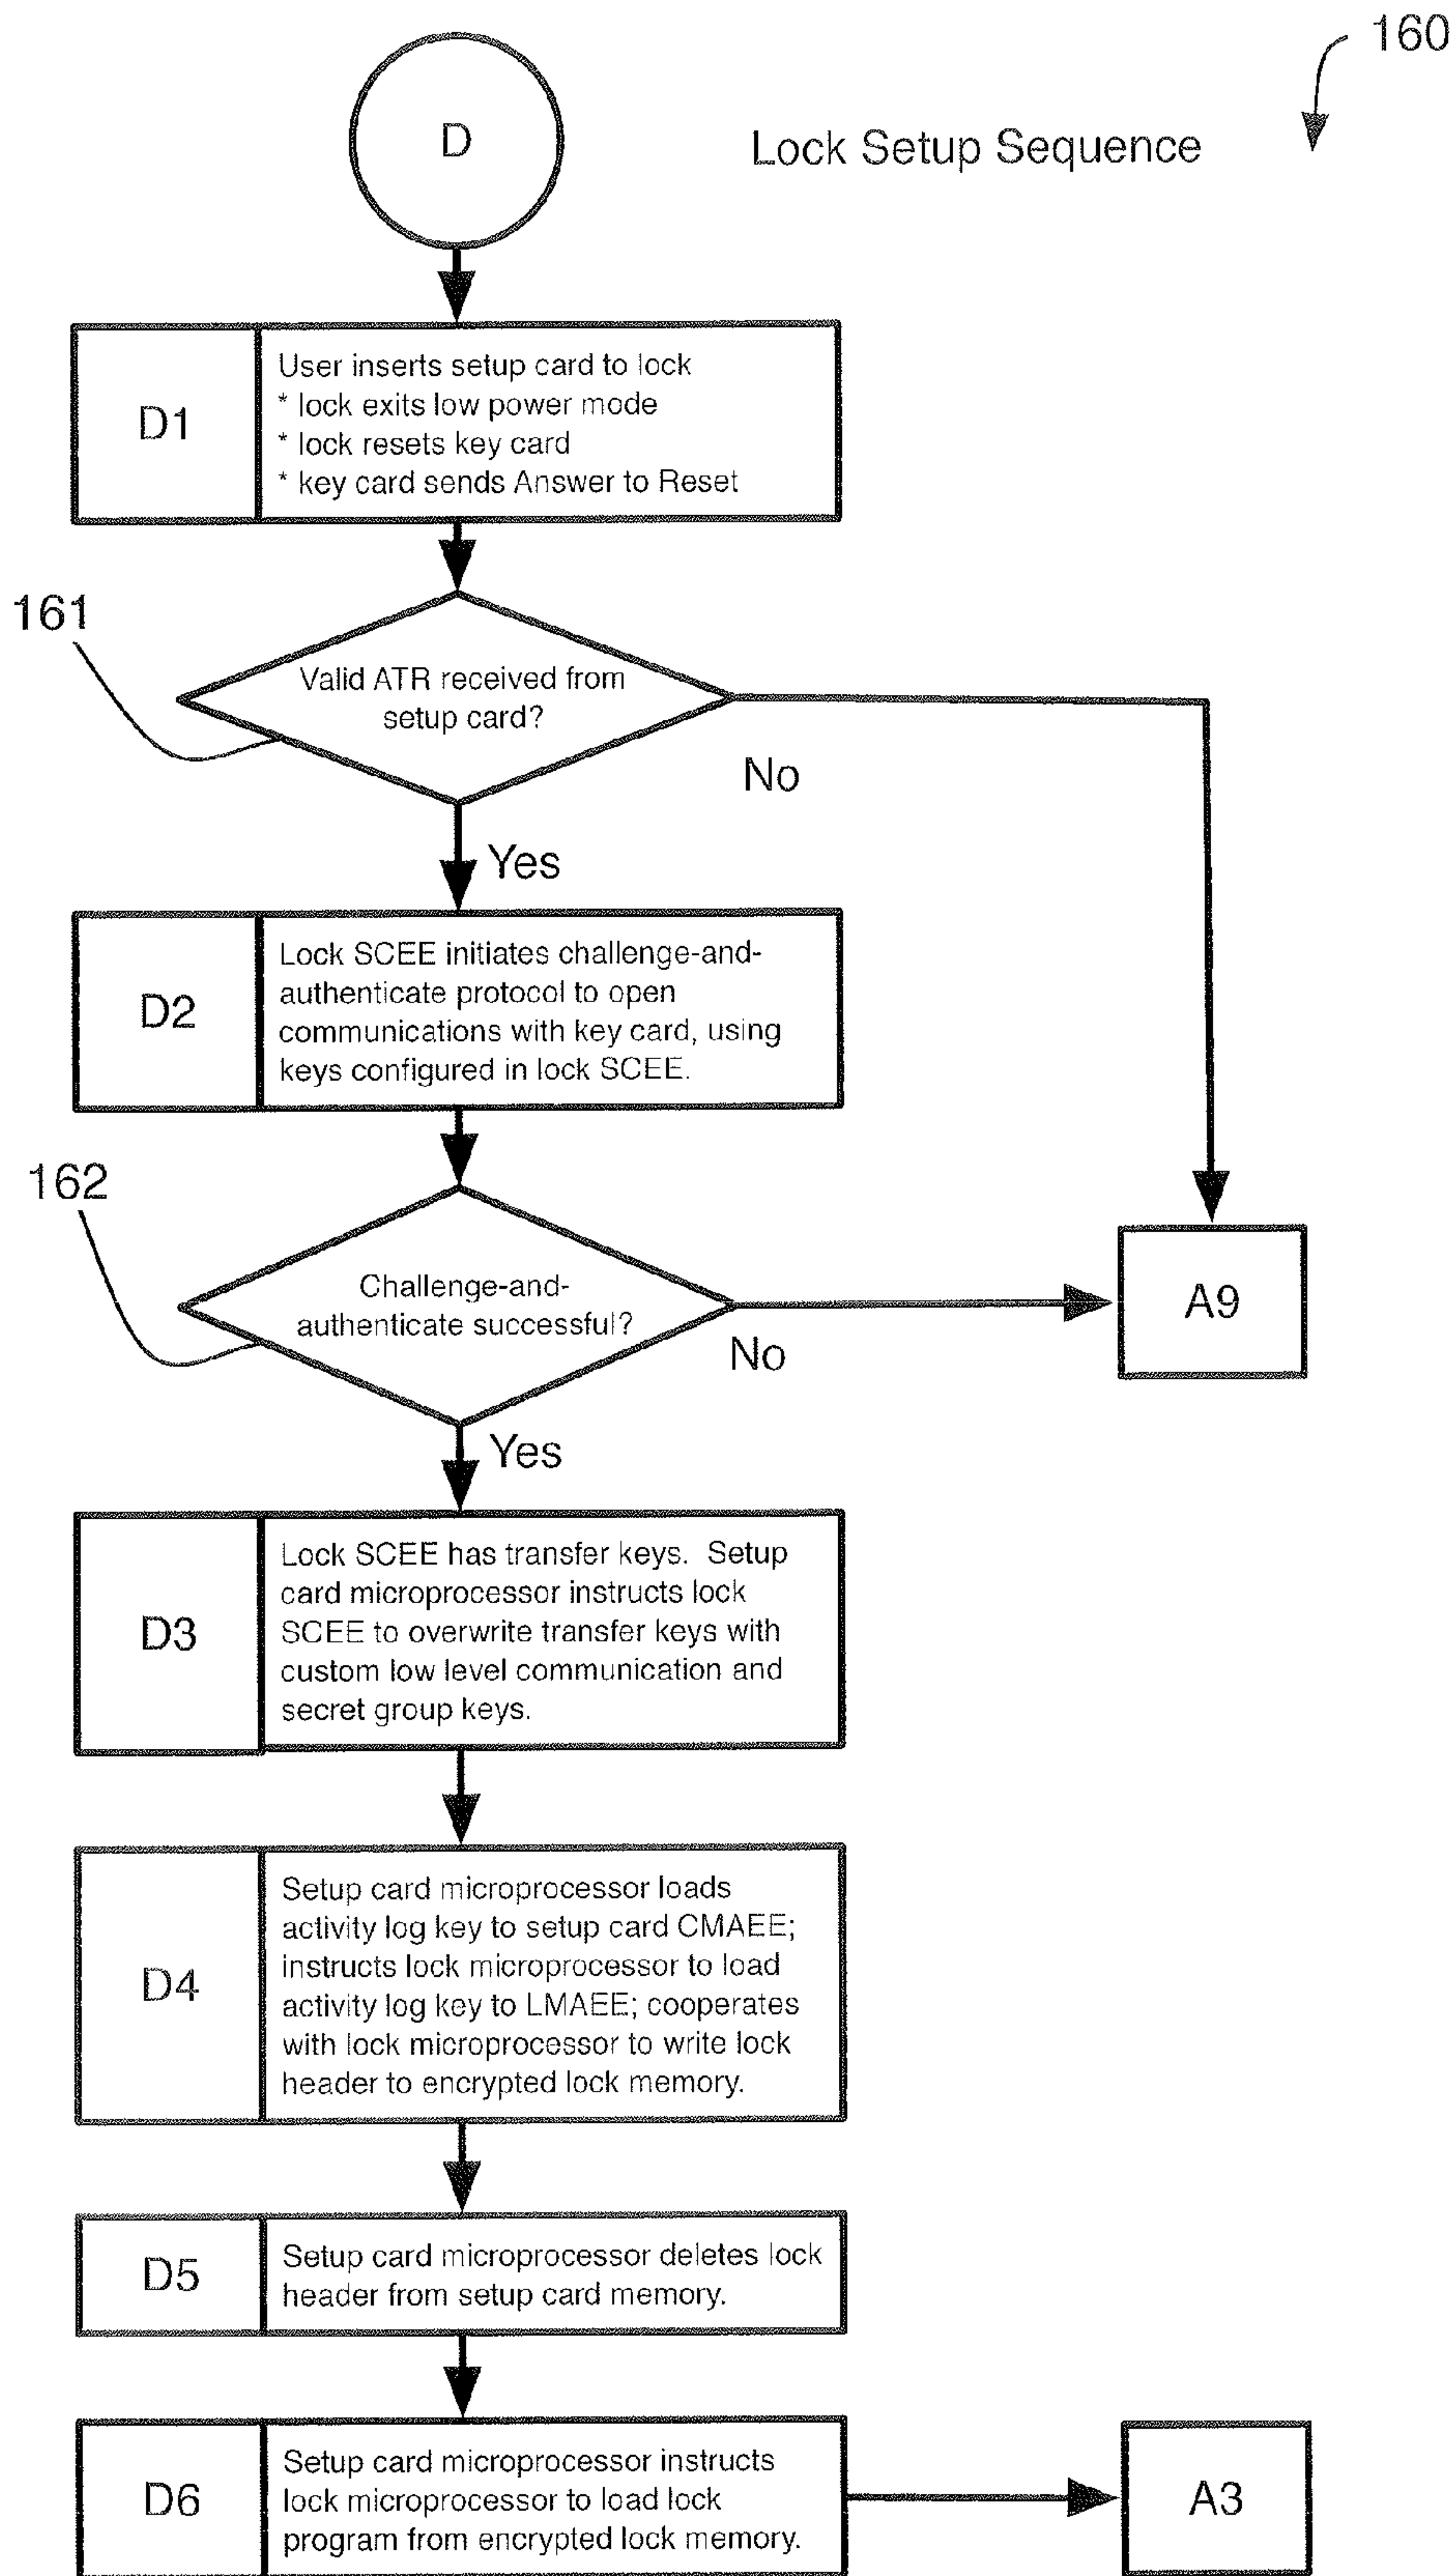 160
D
Lock Setup Sequence
D1
User inserts setup card to lock
* lock exits low power mode
* lock resets key card
* key card sends Answer to Reset
161
Valid ATR received from
setup card?
No
Yes
D2
Lock SCEE initiates challenge-and-
authenticate protocol to open
communications with key card, using
keys configured in lock SCEE.
162
Challenge-and-
authenticate successful?
No
A9
Yes
D3
Lock SCEE has transfer keys. Setup
card microprocessor instructs lock
SCEE to overwrite transfer keys with
custom low level communication and
secret group keys.
D4
Setup card microprocessor loads
activity log key to setup card CMAEE;
instructs lock microprocessor to load
activity log key to LMAEE; cooperates
with lock microprocessor to write lock
header to encrypted lock memory.
D5
Setup card microprocessor deletes lock
header from setup card memory.
D6
Setup card microprocessor instructs
lock microprocessor to load lock
program from encrypted lock memory.
A3